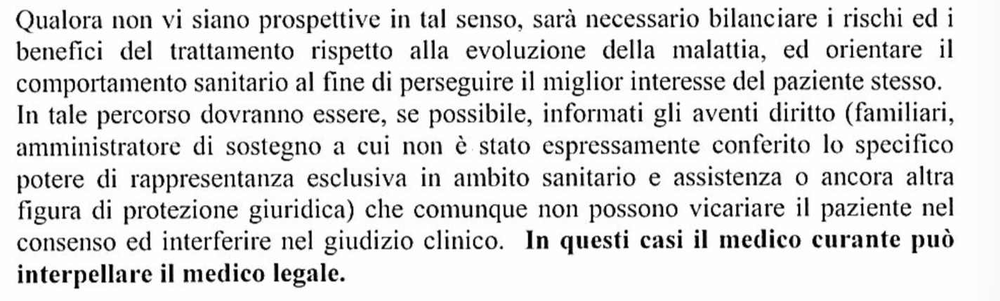 Qualora non vi siano prospettive in tal senso, sarà necessario bilanciare i rischi ed i
benefici del trattamento rispetto alla evoluzione della malattia, ed orientare il
comportamento sanitario al fine di perseguire il miglior interesse del paziente stesso.
In tale percorso dovranno essere, se possibile, informati gli aventi diritto (familiari,
amministratore di sostegno a cui non è stato espressamente conferito lo specifico
potere di rappresentanza esclusiva in ambito sanitario e assistenza o ancora altra
figura di protezione giuridica) che comunque non possono vicariare il paziente nel
consenso ed interferire nel giudizio clinico. In questi casi il medico curante può
interpellare il medico legale.